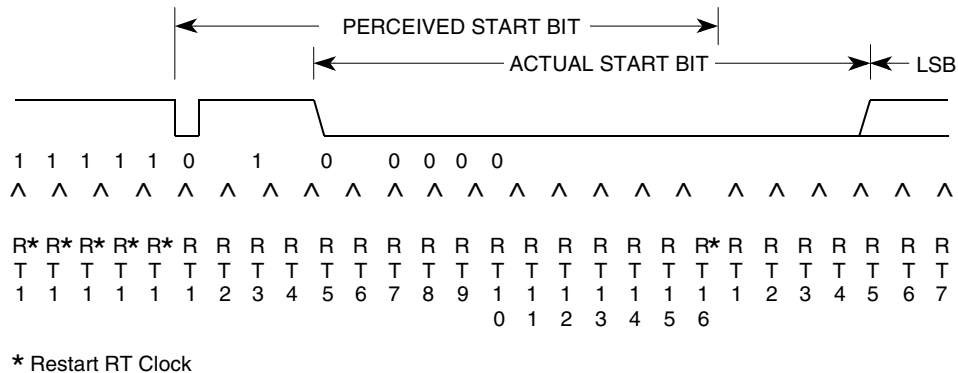 PERCEIVED START BIT
ACTUAL START BIT
LSB
1 1 1 1 1 0 1 0 0 0 0 0
^ ^ ^ ^ ^ ^ ^ ^ ^ ^ ^ ^ ^ ^ ^ ^ ^ ^ ^ ^ ^ ^ ^ ^ ^ ^ ^
R* R* R* R* R* R R R R R R R R R R R R R R R R* R R R R R R R
T T T T T T T T T T T T T T T T T T T T T T T T T T T T
1 1 1 1 1 1 2 3 4 5 6 7 8 9 1 1 1 1 1 1 1 1 2 3 4 5 6 7
0 1 2 3 4 5 6
* Restart RT Clock